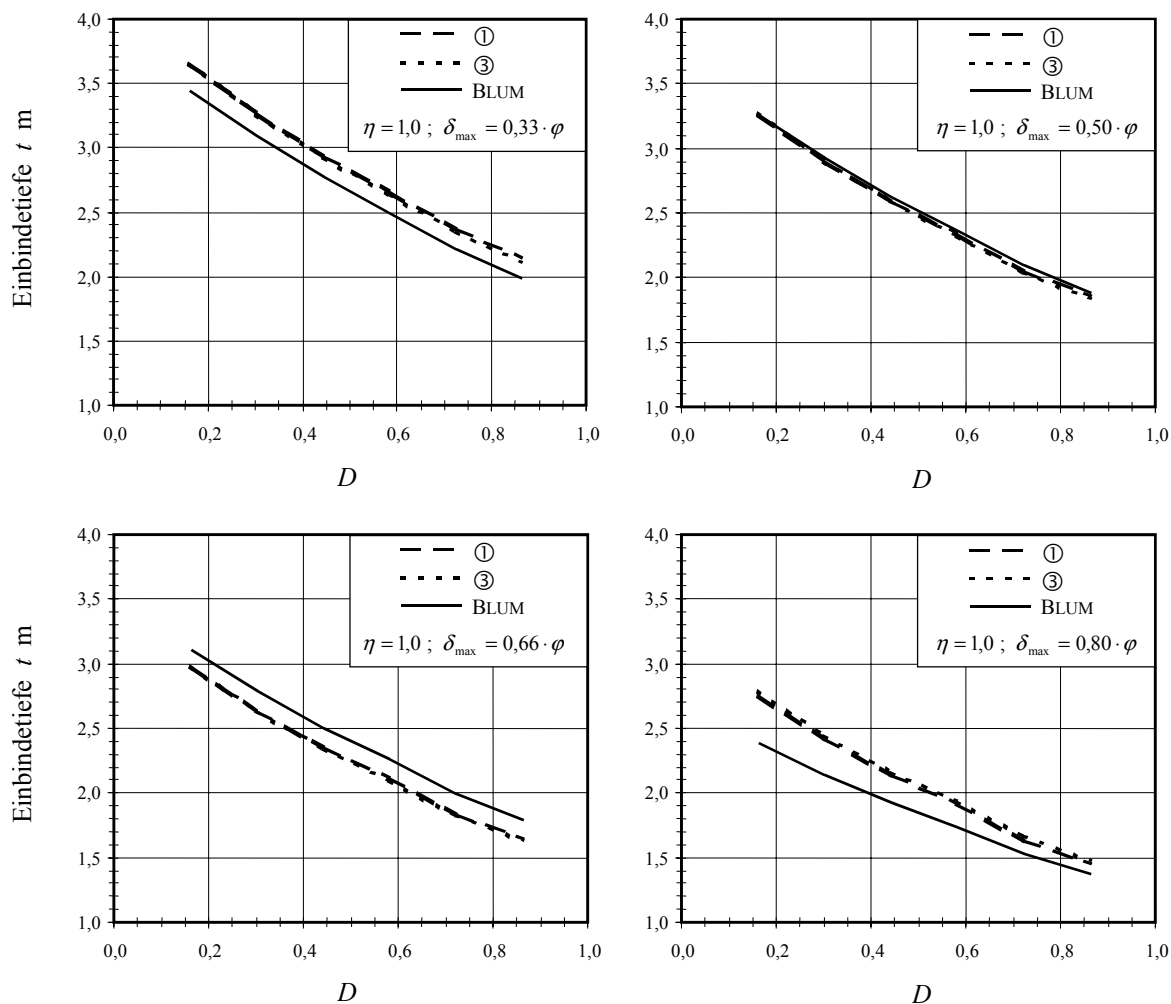 4,0
3,5
3,0
2,5
2,0
1,5
1,0
0,0 0,2 0,4 0,6 0,8 1,0
Einbindetiefe t m
D
①
③
BLUM
η = 1,0 ; δmax = 0,33 · φ
4,0
3,5
3,0
2,5
2,0
1,5
1,0
0,0 0,2 0,4 0,6 0,8 1,0
D
①
③
BLUM
η = 1,0 ; δmax = 0,50 · φ
4,0
3,5
3,0
2,5
2,0
1,5
1,0
0,0 0,2 0,4 0,6 0,8 1,0
Einbindetiefe t m
D
①
③
BLUM
η = 1,0 ; δmax = 0,66 · φ
4,0
3,5
3,0
2,5
2,0
1,5
1,0
0,0 0,2 0,4 0,6 0,8 1,0
D
①
③
BLUM
η = 1,0 ; δmax = 0,80 · φ